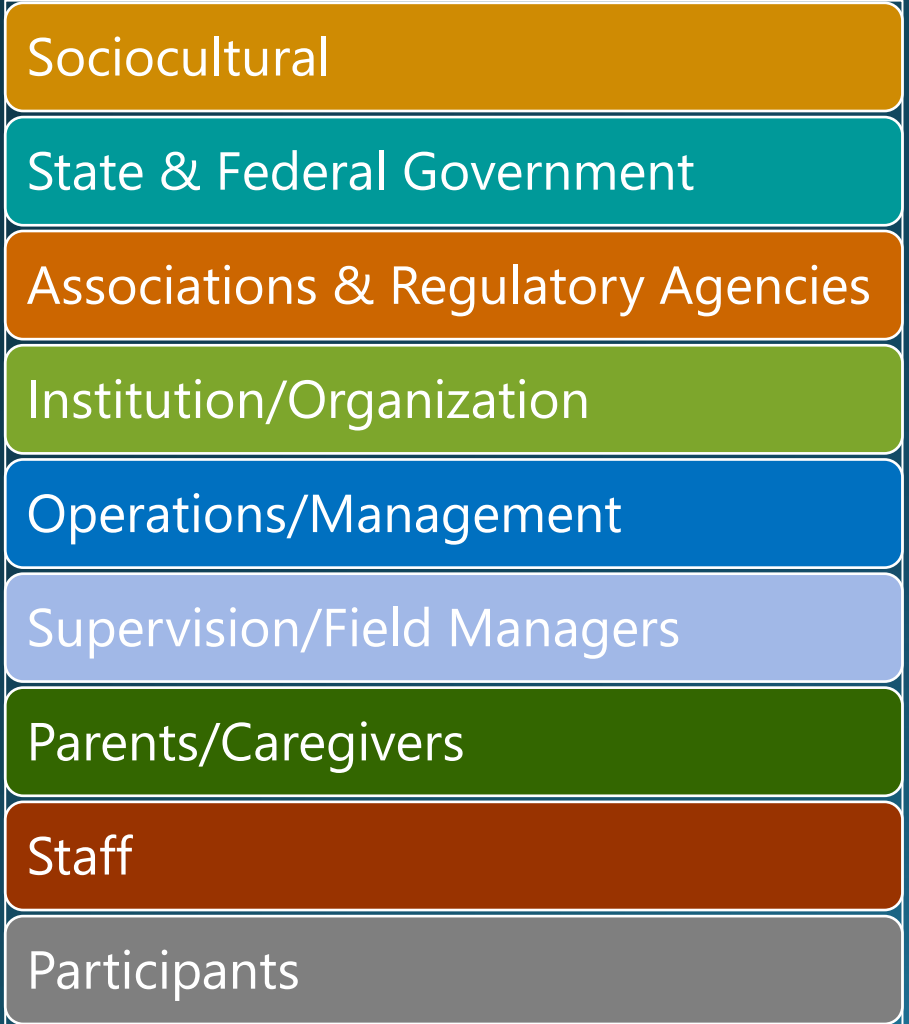 Sociocultural
State & Federal Government
Associations & Regulatory Agencies
Institution/Organization
Operations/Management
Supervision/Field Managers
Parents/Caregivers
Staff
Participants